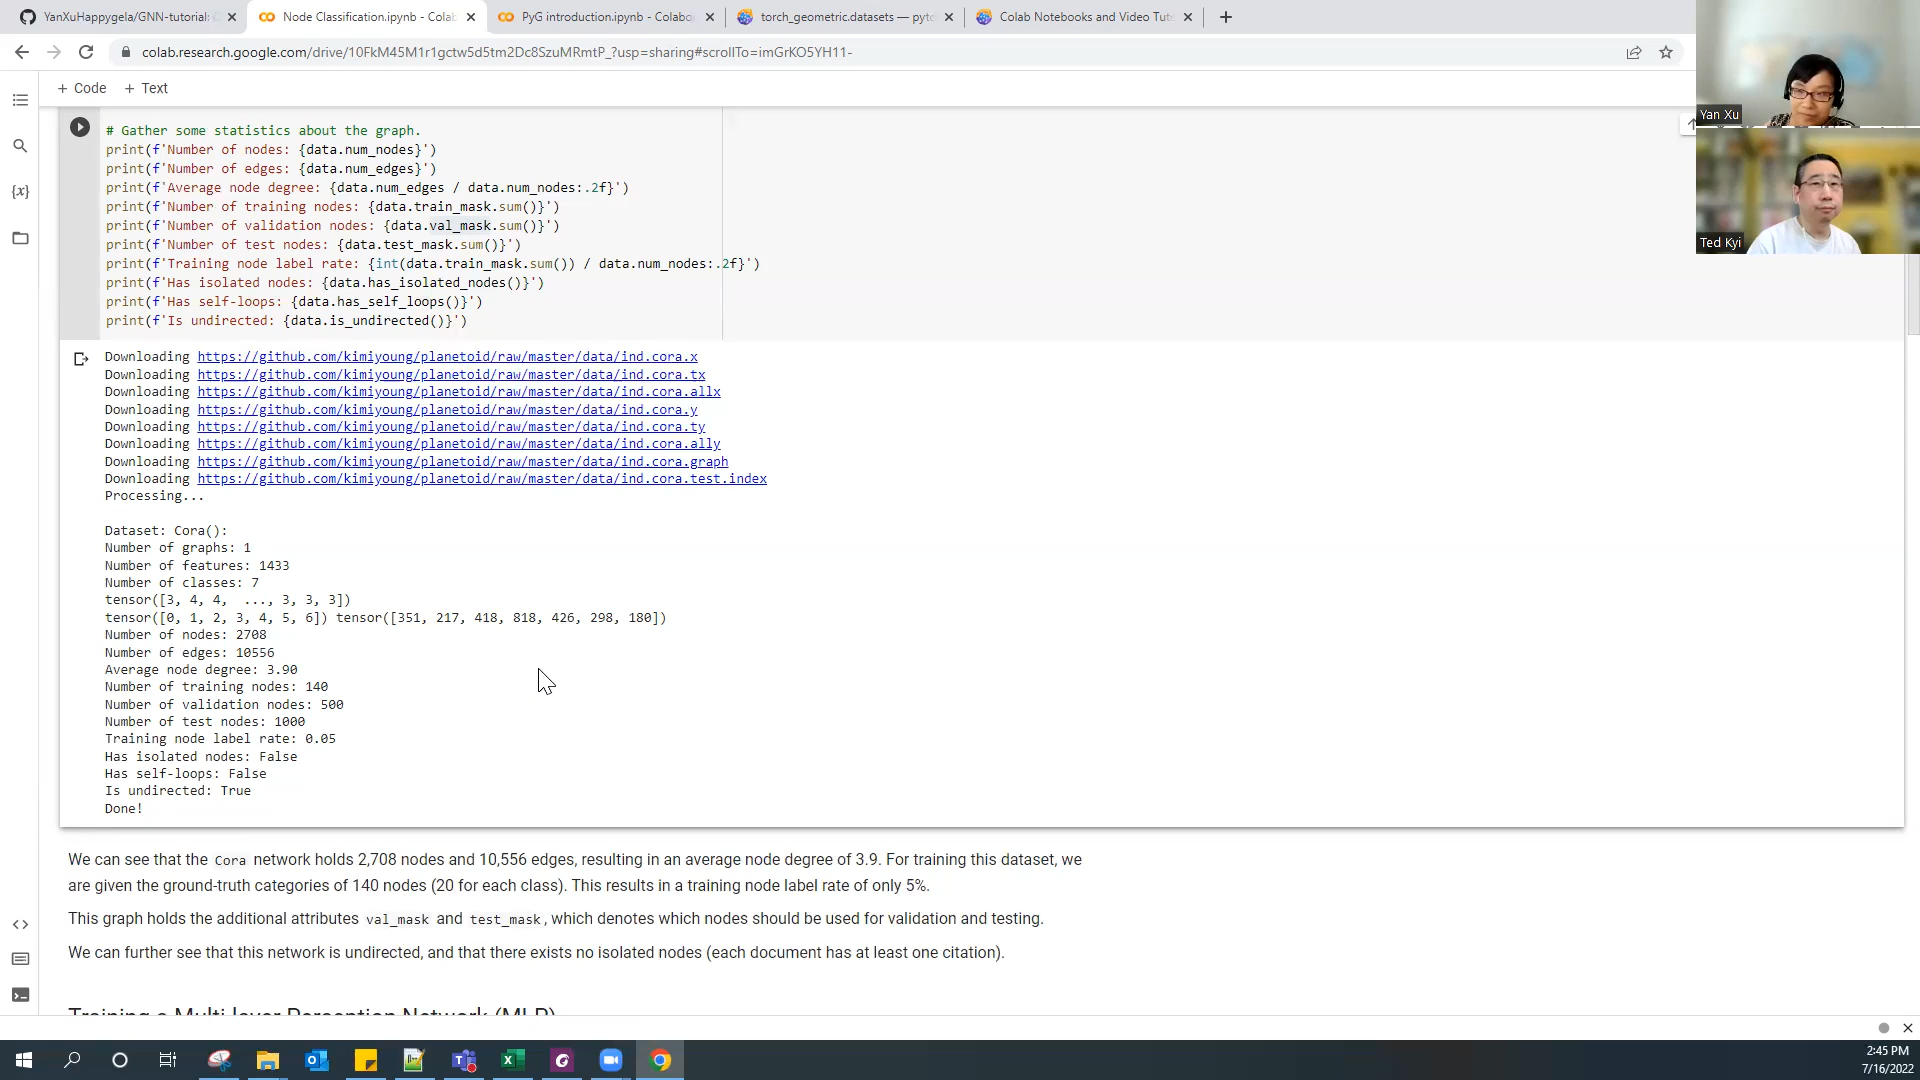 YanXuHappygela/GNN-tutorial:
Node Classification.ipynb - Colab
PyG introduction.ipynb - Colabo
torch_geometric.datasets — pyto
Colab Notebooks and Video Tut
colab.research.google.com/drive/10FkM45M1r1gctw5d5tm2Dc8SzuMRmtP_?usp=sharing#scrollTo=imGrKO5YH11-
+ Code + Text
# Gather some statistics about the graph.
print(f'Number of nodes: {data.num_nodes}')
print(f'Number of edges: {data.num_edges}')
print(f'Average node degree: {data.num_edges / data.num_nodes:.2f}')
print(f'Number of training nodes: {data.train_mask.sum()}')
print(f'Number of validation nodes: {data.val_mask.sum()}')
print(f'Number of test nodes: {data.test_mask.sum()}')
print(f'Training node label rate: {int(data.train_mask.sum()) / data.num_nodes:.2f}')
print(f'Has isolated nodes: {data.has_isolated_nodes()}')
print(f'Has self-loops: {data.has_self_loops()}')
print(f'Is undirected: {data.is_undirected()}')
Yan Xu
Ted Kyi
Downloading https://github.com/kimiyoung/planetoid/raw/master/data/ind.cora.x
Downloading https://github.com/kimiyoung/planetoid/raw/master/data/ind.cora.tx
Downloading https://github.com/kimiyoung/planetoid/raw/master/data/ind.cora.allx
Downloading https://github.com/kimiyoung/planetoid/raw/master/data/ind.cora.y
Downloading https://github.com/kimiyoung/planetoid/raw/master/data/ind.cora.ty
Downloading https://github.com/kimiyoung/planetoid/raw/master/data/ind.cora.ally
Downloading https://github.com/kimiyoung/planetoid/raw/master/data/ind.cora.graph
Downloading https://github.com/kimiyoung/planetoid/raw/master/data/ind.cora.test.index
Processing...
Dataset: Cora():
Number of graphs: 1
Number of features: 1433
Number of classes: 7
tensor([3, 4, 4, ..., 3, 3, 3])
tensor([0, 1, 2, 3, 4, 5, 6]) tensor([351, 217, 418, 818, 426, 298, 180])
Number of nodes: 2708
Number of edges: 10556
Average node degree: 3.90
Number of training nodes: 140
Number of validation nodes: 500
Number of test nodes: 1000
Training node label rate: 0.05
Has isolated nodes: False
Has self-loops: False
Is undirected: True
Done!
We can see that the Cora network holds 2,708 nodes and 10,556 edges, resulting in an average node degree of 3.9. For training this dataset, we
are given the ground-truth categories of 140 nodes (20 for each class). This results in a training node label rate of only 5%.
This graph holds the additional attributes val_mask and test_mask, which denotes which nodes should be used for validation and testing.
We can further see that this network is undirected, and that there exists no isolated nodes (each document has at least one citation).
Training a Multi-layer Perception Network (MLP)
2:45 PM
7/16/2022